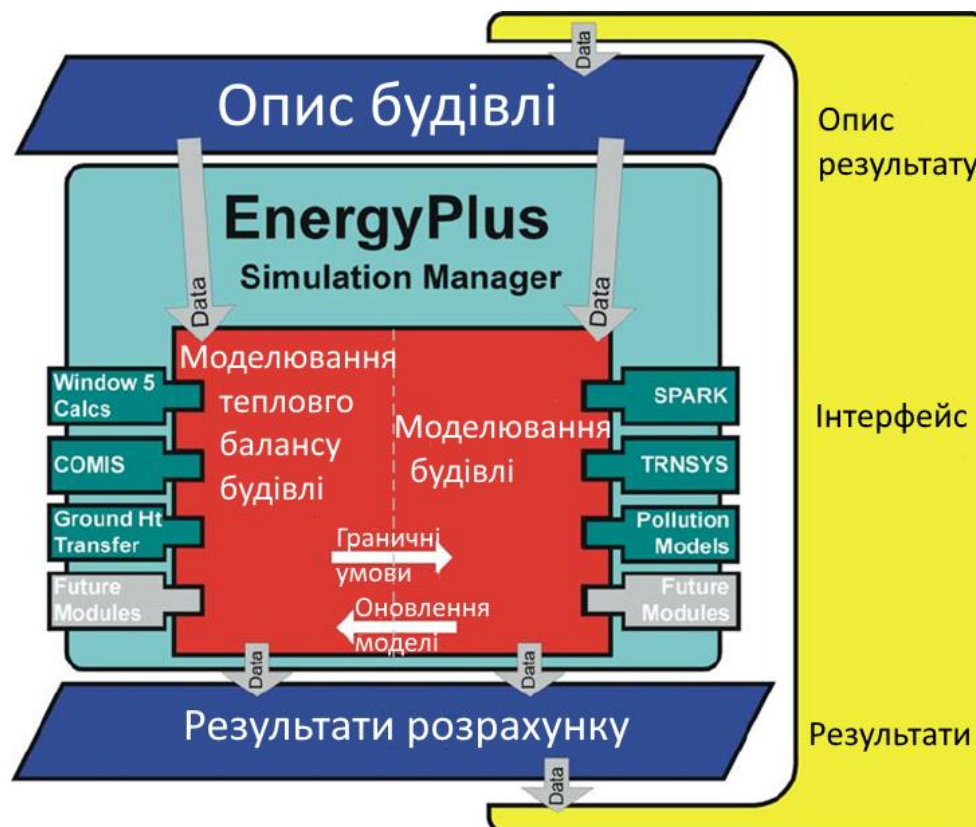 Data
Опис будівлі
Опис
результату
EnergyPlus
Simulation Manager
Data
Data
Моделювання
теплового
балансу
будівлі
Моделювання
будівлі
Window 5
Calcs
COMIS
Ground Ht
Transfer
Future
Modules
SPARK
TRNSYS
Pollution
Models
Future
Modules
Інтерфейс
Граничні
умови
Оновлення
моделі
Data
Data
Результати розрахунку
Результати
Data